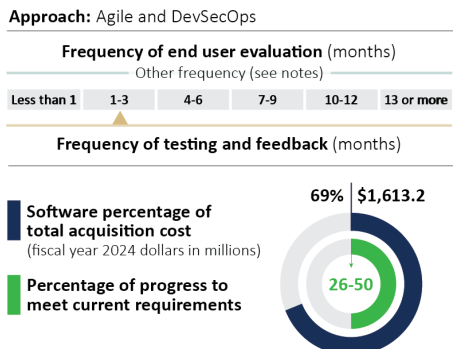 Approach: Agile and DevSecOps
Frequency of end user evaluation (months)
Other frequency (see notes)
Less than 1 1-3 4-6 7-9 10-12 13 or more
Frequency of testing and feedback (months)
69% $1,613.2
Software percentage of
total acquisition cost
(fiscal year 2024 dollars in millions)
Percentage of progress to
meet current requirements
26-50